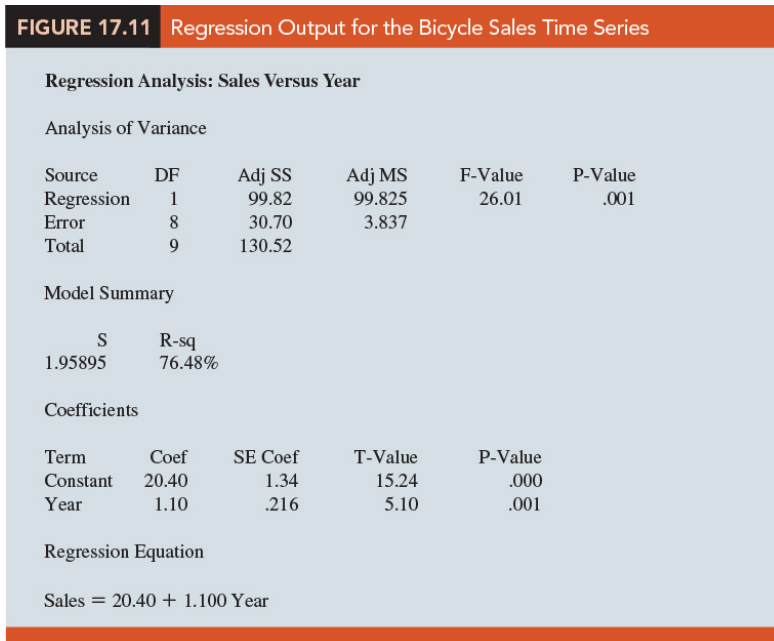 FIGURE 17.11 Regression Output for the Bicycle Sales Time Series
Regression Analysis: Sales Versus Year
Analysis of Variance
Source DF Adj SS Adj MS F-Value P-Value
Regression 1 99.82 99.825 26.01 .001
Error 8 30.70 3.837
Total 9 130.52
Model Summary
S R-sq
1.95895 76.48%
Coefficients
Term Coef SE Coef T-Value P-Value
Constant 20.40 1.34 15.24 .000
Year 1.10 .216 5.10 .001
Regression Equation
Sales = 20.40 + 1.100 Year